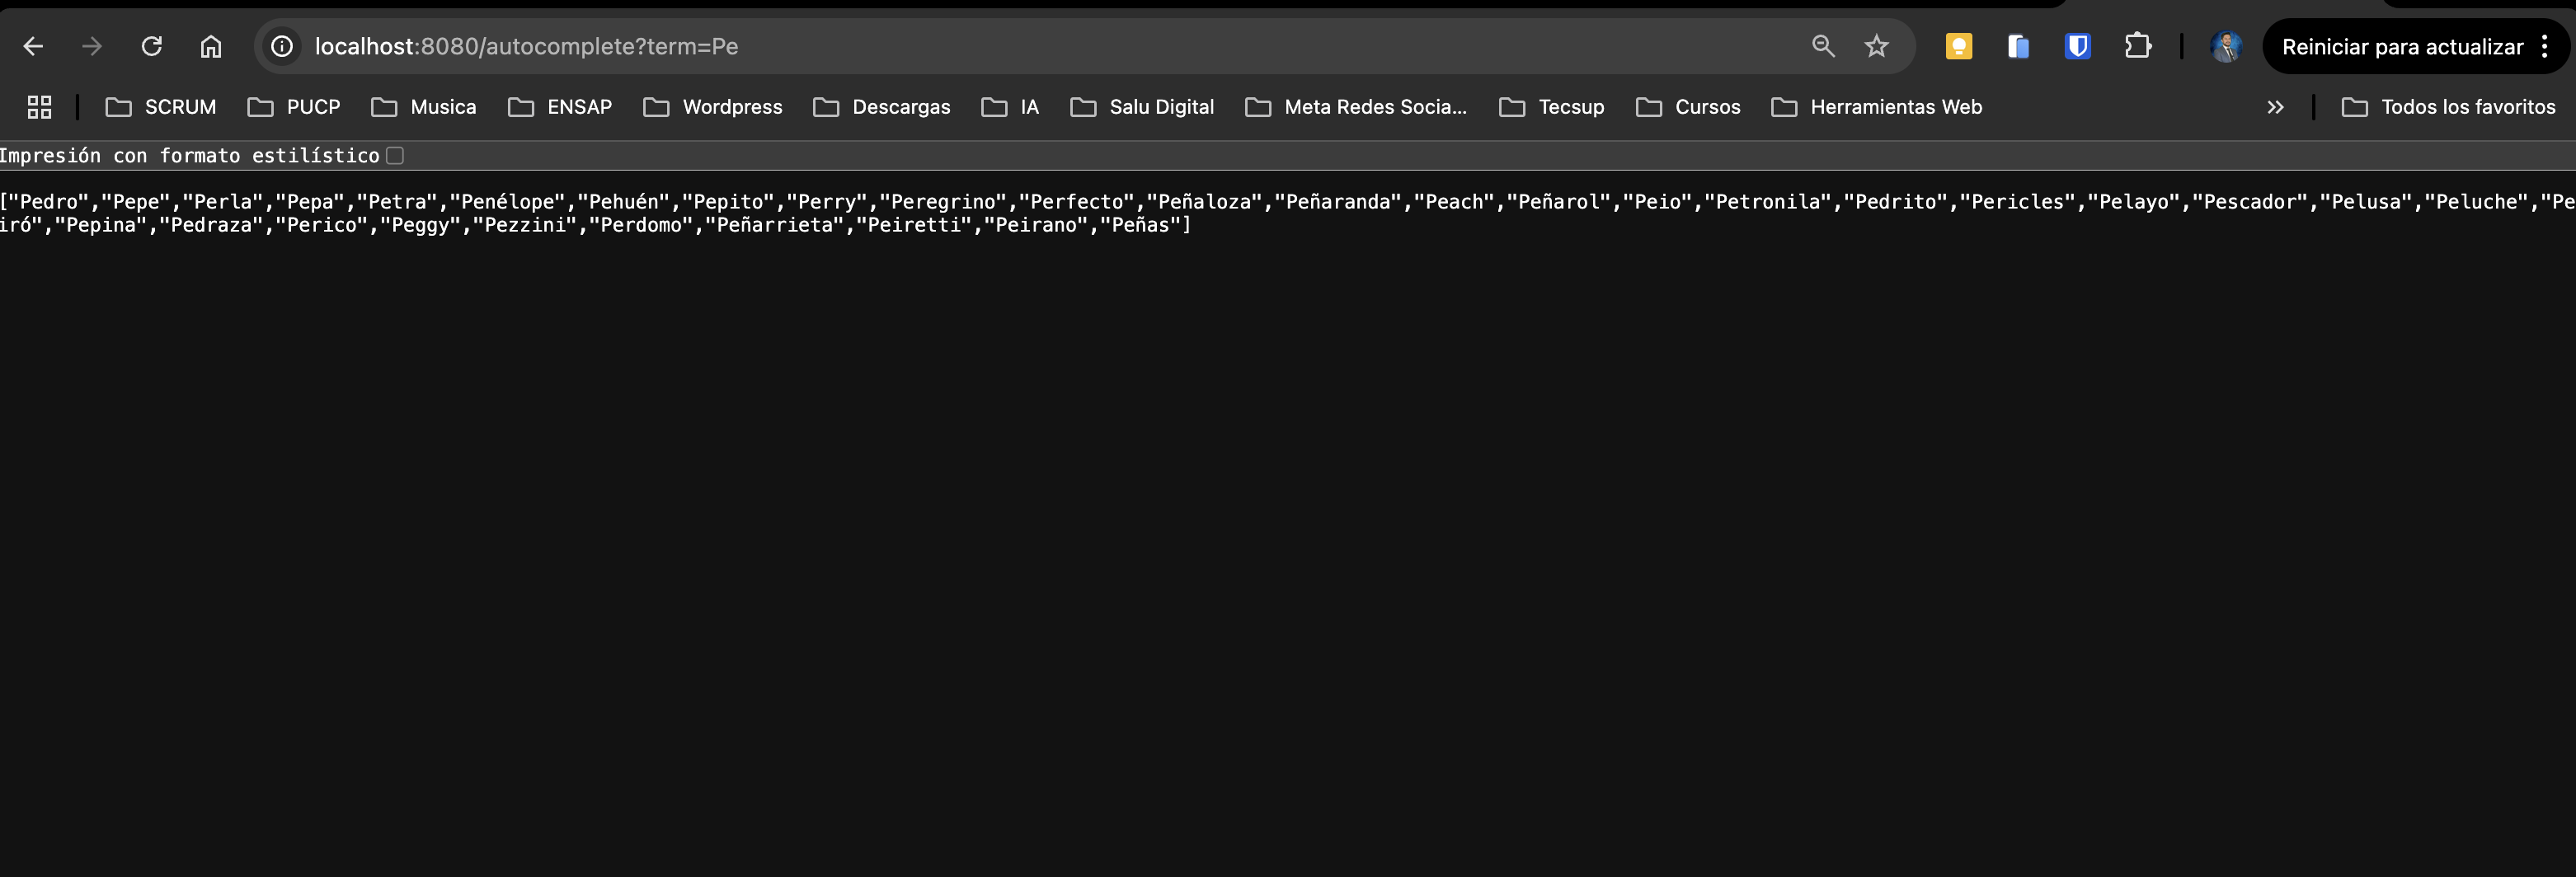 localhost:8080/autocomplete?term=Pe
Reiniciar para actualizar
SCRUM PUCP Musica ENSAP Wordpress Descargas IA Salu Digital Meta Redes Socia... Tecsup Cursos Herramientas Web Todos los favoritos
Impresión con formato estilístico
["Pedro","Pepe","Perla","Pepa","Petra","Penélope","Pehuén","Pepito","Perry","Peregrino","Perfecto","Peñaloza","Peñaranda","Peach","Peñarol","Peio","Petronila","Pedrito","Pericles","Pelayo","Pescador","Pelusa","Peluche","Pe
iró","Pepina","Pedraza","Perico","Peggy","Pezzini","Perdomo","Peñarrieta","Peiretti","Peirano","Peñas"]